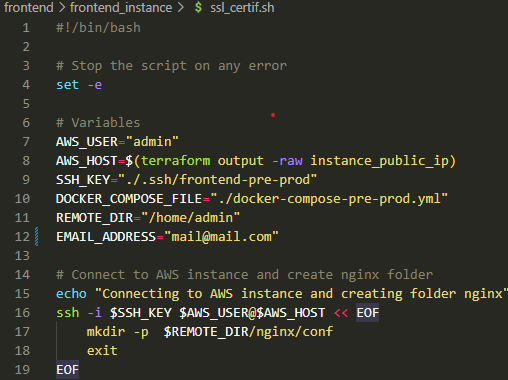 frontend > frontend_instance > $ ssl_certif.sh
1 #!/bin/bash
2
3 # Stop the script on any error
4 set -e
5
6 # Variables
7 AWS_USER="admin"
8 AWS_HOST=$(terraform output -raw instance_public_ip)
9 SSH_KEY="./.ssh/frontend-pre-prod"
10 DOCKER_COMPOSE_FILE="./docker-compose-pre-prod.yml"
11 REMOTE_DIR="/home/admin"
12 EMAIL_ADDRESS="mail@mail.com"
13
14 # Connect to AWS instance and create nginx folder
15 echo "Connecting to AWS instance and creating folder nginx"
16 ssh -i $SSH_KEY $AWS_USER@$AWS_HOST << EOF
17     mkdir -p  $REMOTE_DIR/nginx/conf
18     exit
19 EOF